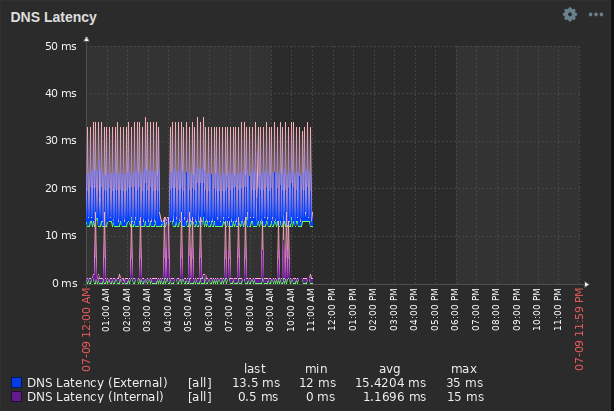 DNS Latency
50 ms
40 ms
30 ms
20 ms
10 ms
0 ms
07-09 12:00 AM
01:00 AM
02:00 AM
03:00 AM
04:00 AM
05:00 AM
06:00 AM
07:00 AM
08:00 AM
09:00 AM
10:00 AM
11:00 AM
12:00 PM
01:00 PM
02:00 PM
03:00 PM
04:00 PM
05:00 PM
06:00 PM
07:00 PM
08:00 PM
09:00 PM
10:00 PM
11:00 PM
07-09 11:59 PM
last min avg max
DNS Latency (External) [all] 13.5 ms 12 ms 15.4204 ms 35 ms
DNS Latency (Internal) [all] 0.5 ms 0 ms 1.1696 ms 15 ms